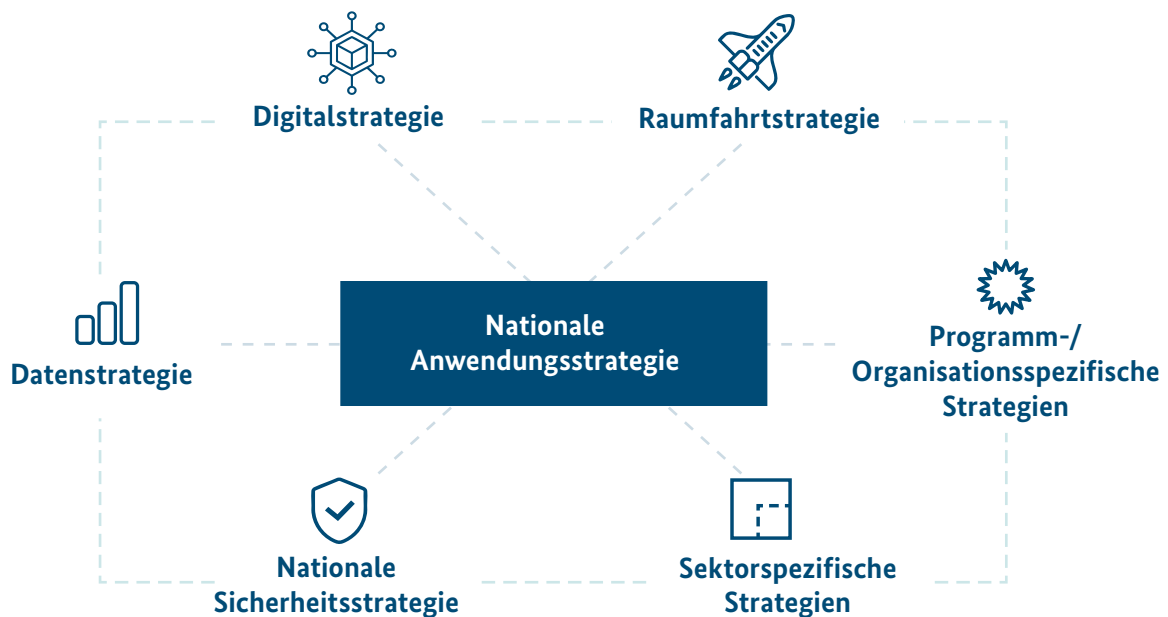 Digitalstrategie
Raumfahrtstrategie
Datenstrategie
Nationale
Anwendungsstrategie
Programm-/
Organisationsspezifische
Strategien
Nationale
Sicherheitsstrategie
Sektorspezifische
Strategien